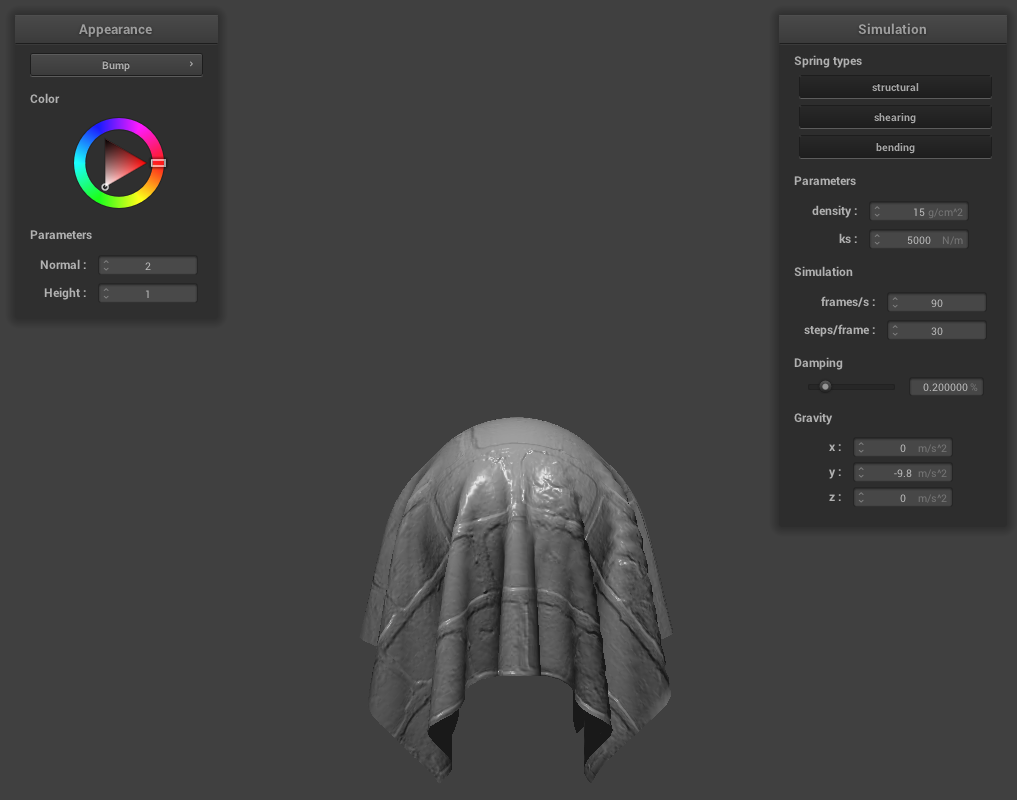 Appearance
Bump
Color
Parameters
Normal : 2
Height : 1
Simulation
Spring types
structural
shearing
bending
Parameters
density : 15 g/cm^2
ks : 5000 N/m
Simulation
frames/s : 90
steps/frame : 30
Damping
0.200000 %
Gravity
x : 0 m/s^2
y : -9.8 m/s^2
z : 0 m/s^2